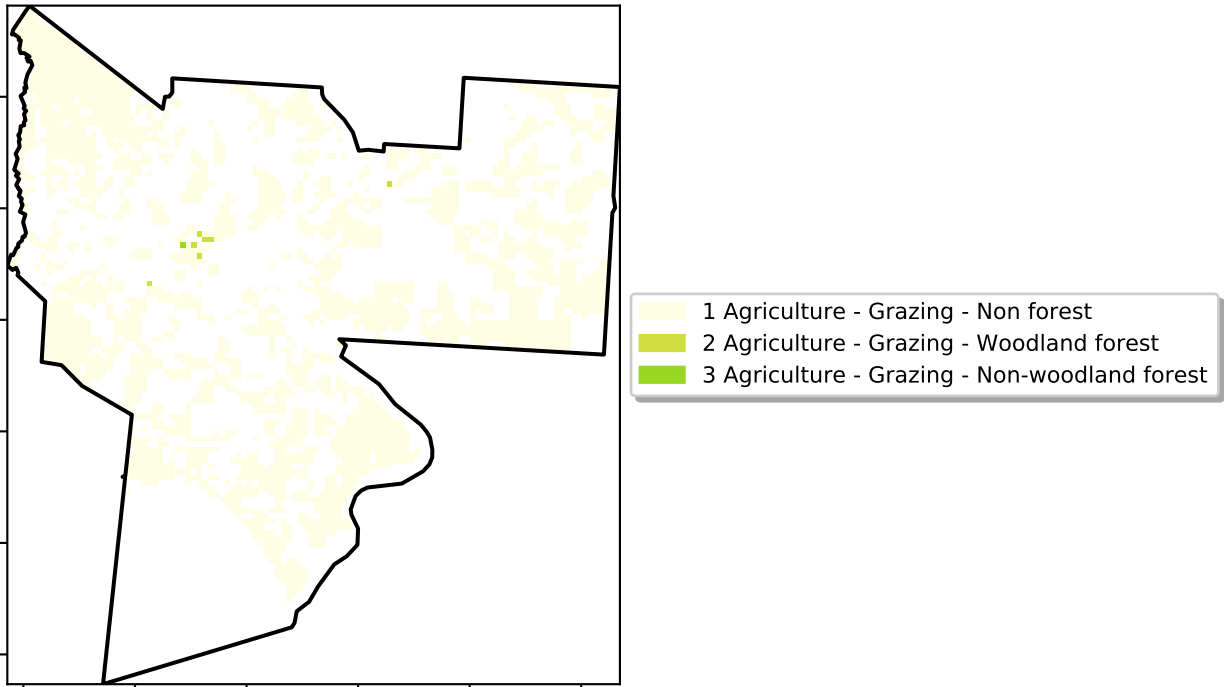 1 Agriculture - Grazing - Non forest
2 Agriculture - Grazing - Woodland forest
3 Agriculture - Grazing - Non-woodland forest